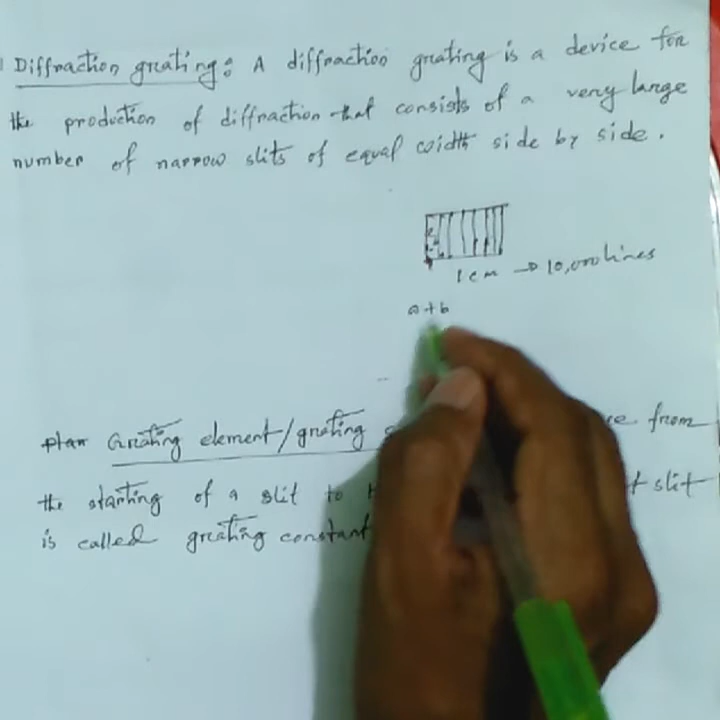 Diffraction grating: A diffraction grating is a device for
the production of diffraction that consists of a very large
number of narrow slits of equal width side by side.
1 cm → 10,000 lines
a+b
Grating element/grating from
the starting of a slit to slit
is called grating constant